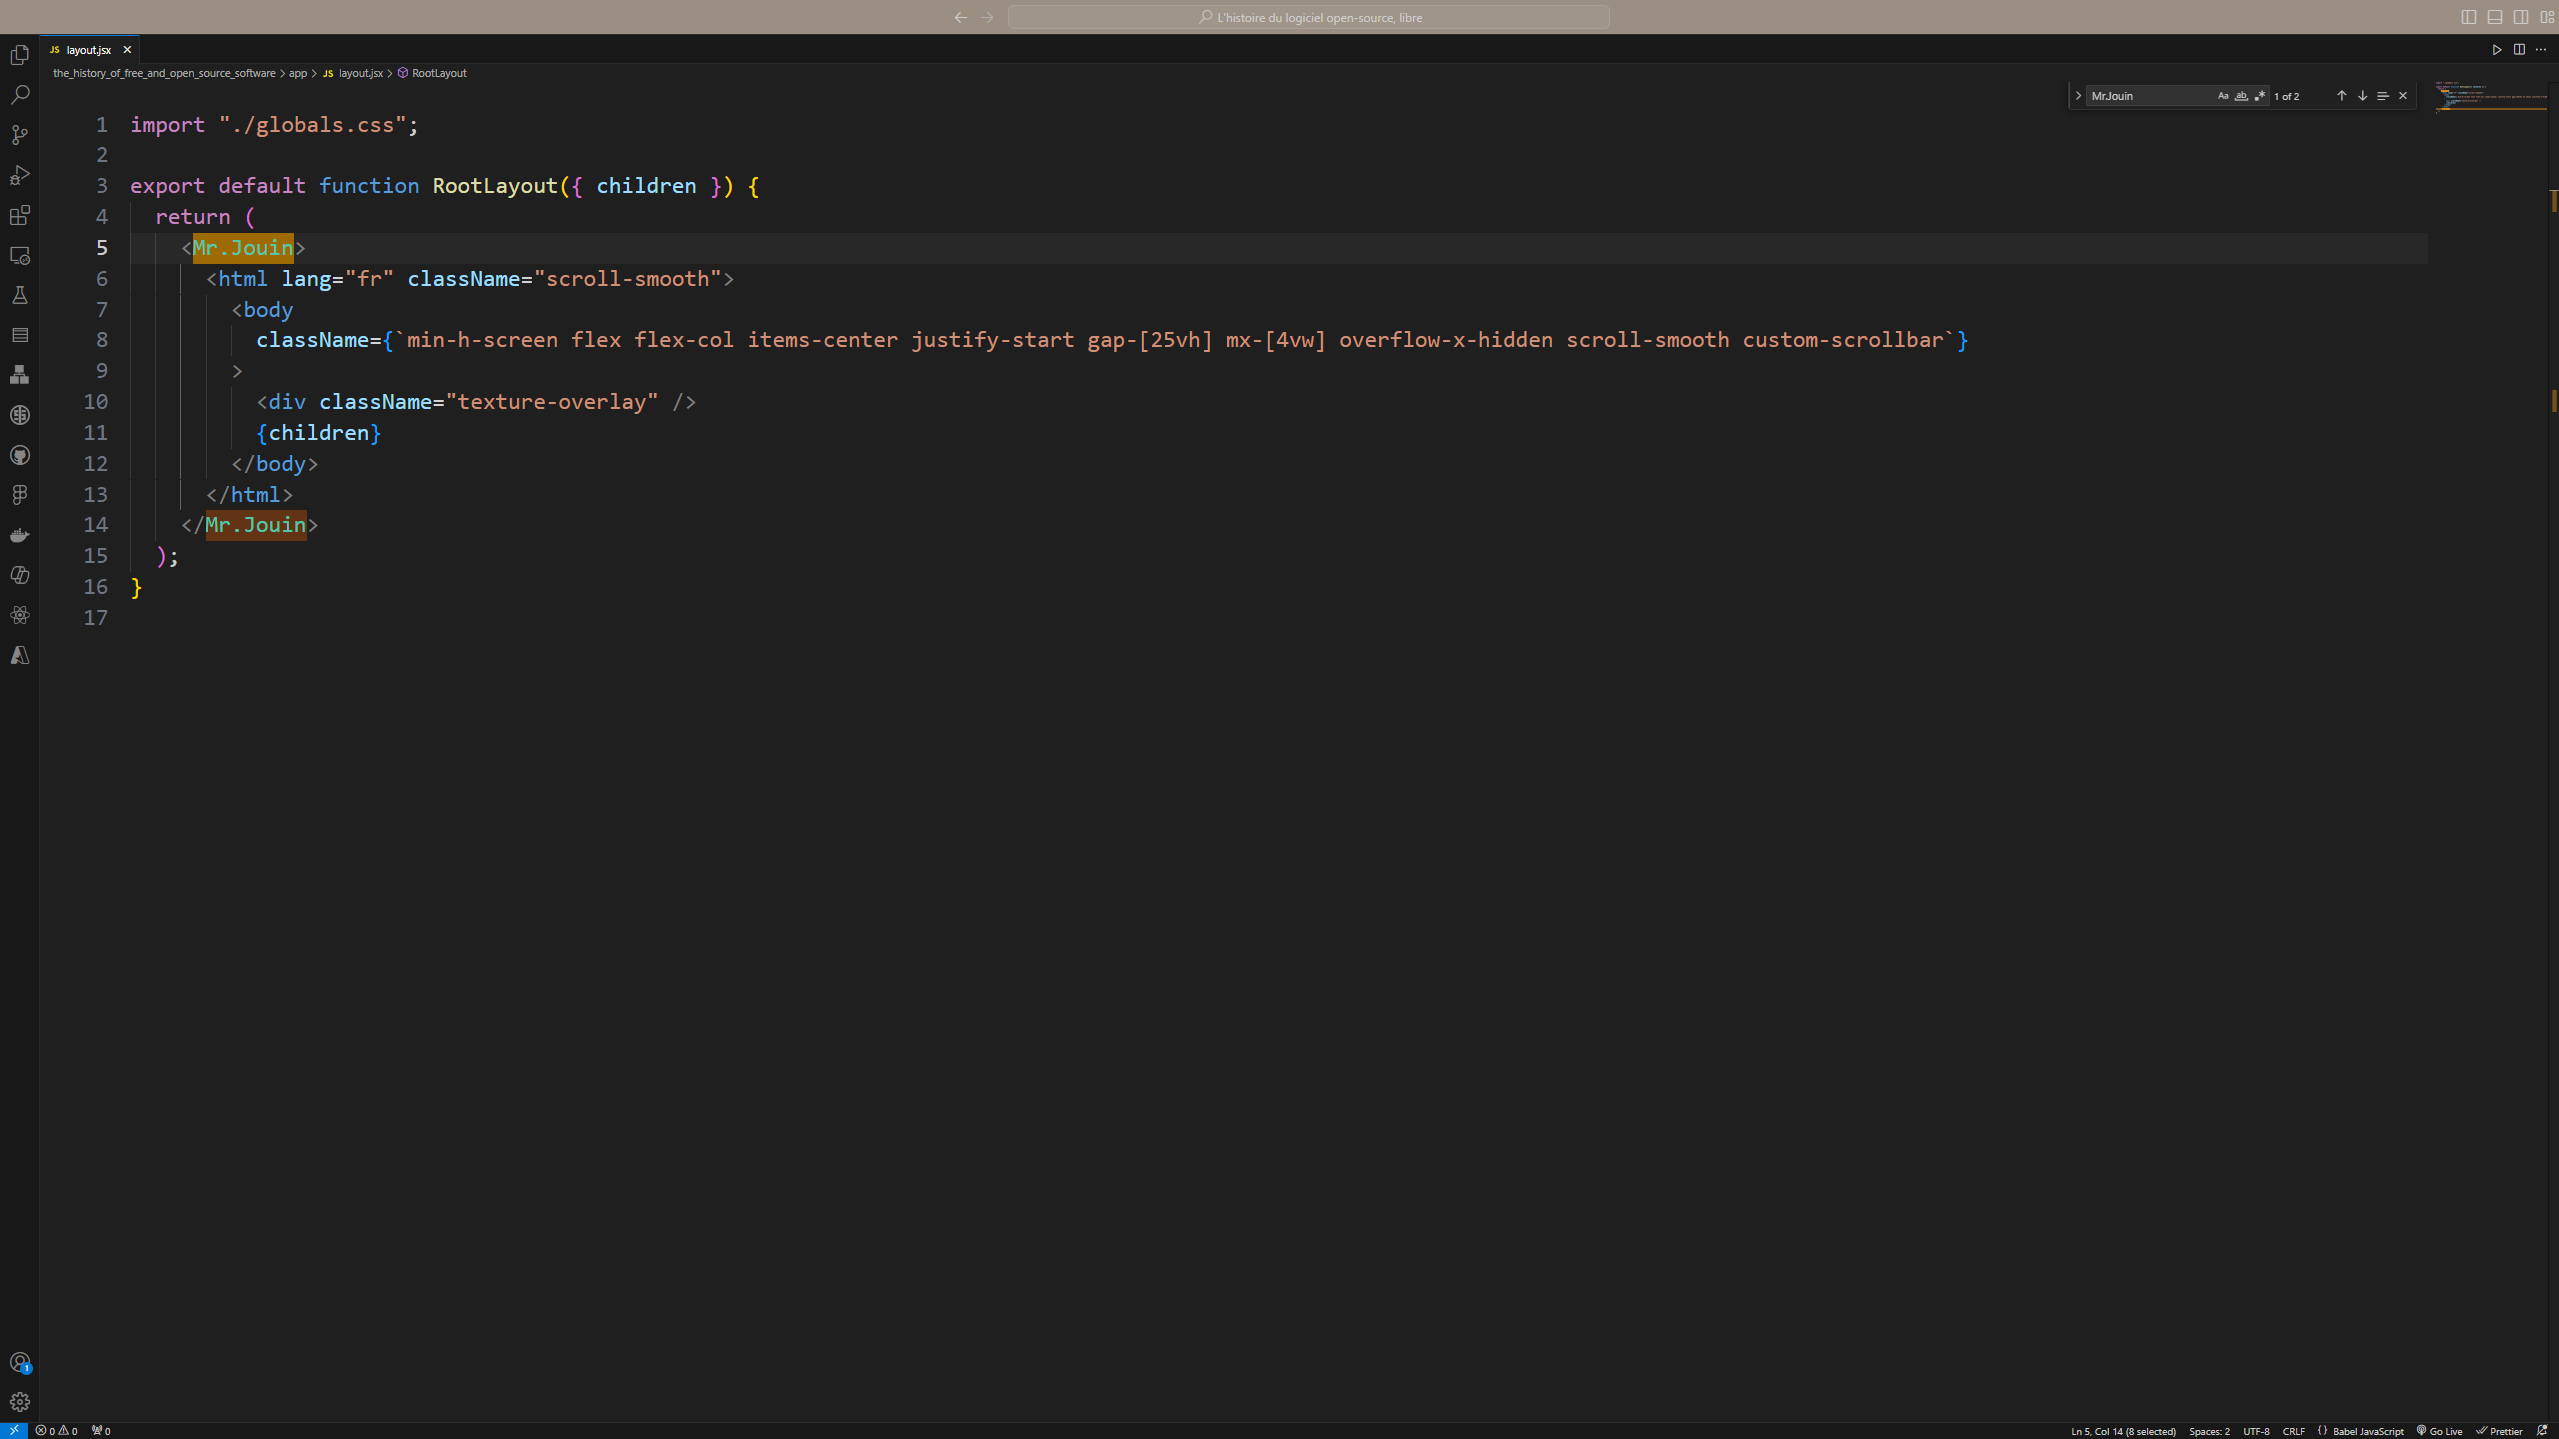 L'histoire du logiciel open-source, libre
JS layout.jsx
the_history_of_free_and_open_source_software > app > JS layout.jsx > RootLayout
MrJouin Aa ab .* 1 of 2
1 import "./globals.css";
2
3 export default function RootLayout({ children }) {
4 return (
5 <Mr.Jouin>
6 <html lang="fr" className="scroll-smooth">
7 <body
8 className={`min-h-screen flex flex-col items-center justify-start gap-[25vh] mx-[4vw] overflow-x-hidden scroll-smooth custom-scrollbar`}
9 >
10 <div className="texture-overlay" />
11 {children}
12 </body>
13 </html>
14 </Mr.Jouin>
15 );
16 }
17
1
0 0 0 Ln 5, Col 14 (8 selected) Spaces: 2 UTF-8 CRLF { } Babel JavaScript Go Live Prettier